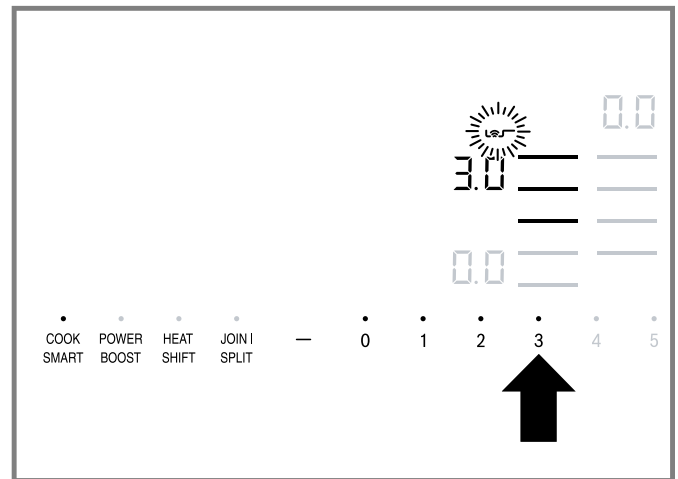 0.0
3.0
0.0
COOK SMART
POWER BOOST
HEAT SHIFT
JOIN I SPLIT
— 0 1 2 3 4 5